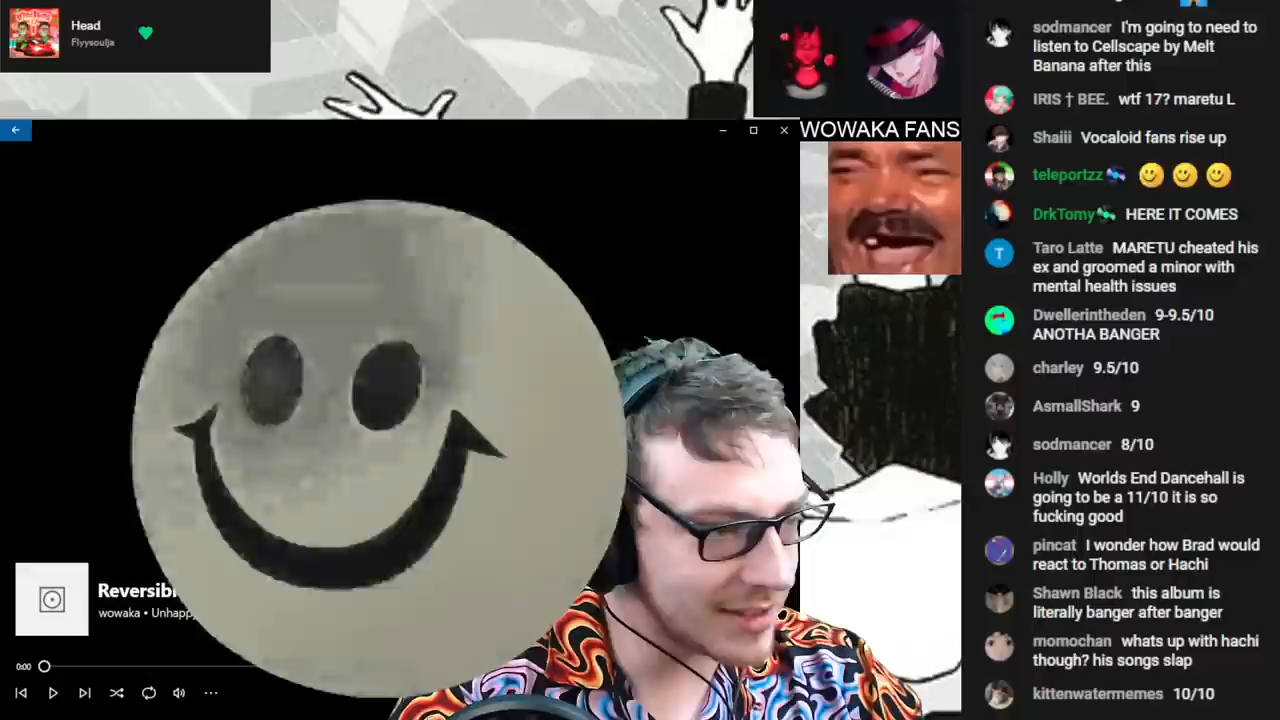 Head
Flyysoulja
WOWAKA FANS
Reversibl
wowaka • Unhapp
0:00
sodmancer I'm going to need to
listen to Cellscape by Melt
Banana after this
IRIS † BEE. wtf 17? maretu L
Shaiii Vocaloid fans rise up
teleportzz
DrkTomy HERE IT COMES
T
Taro Latte MARETU cheated his
ex and groomed a minor with
mental health issues
Dwellerintheden 9-9.5/10
ANOTHA BANGER
charley 9.5/10
AsmallShark 9
sodmancer 8/10
Holly Worlds End Dancehall is
going to be a 11/10 it is so
fucking good
pincat I wonder how Brad would
react to Thomas or Hachi
Shawn Black this album is
literally banger after banger
momochan whats up with hachi
though? his songs slap
kittenwatermemes 10/10